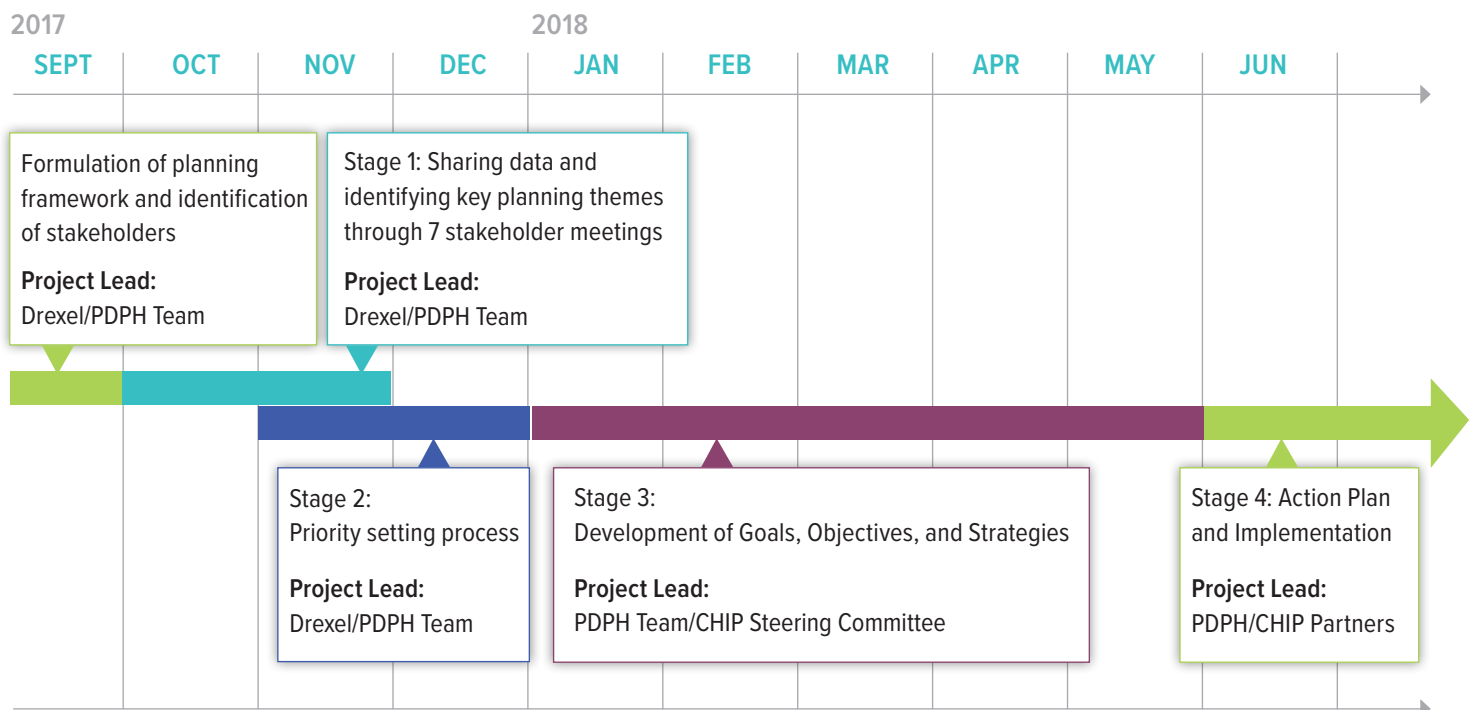 2017
2018
SEPT
OCT
NOV
DEC
JAN
FEB
MAR
APR
MAY
JUN
Formulation of planning
framework and identification
of stakeholders
Project Lead:
Drexel/PDPH Team
Stage 1: Sharing data and
identifying key planning themes
through 7 stakeholder meetings
Project Lead:
Drexel/PDPH Team
Stage 2:
Priority setting process
Project Lead:
Drexel/PDPH Team
Stage 3:
Development of Goals, Objectives, and Strategies
Project Lead:
PDPH Team/CHIP Steering Committee
Stage 4: Action Plan
and Implementation
Project Lead:
PDPH/CHIP Partners